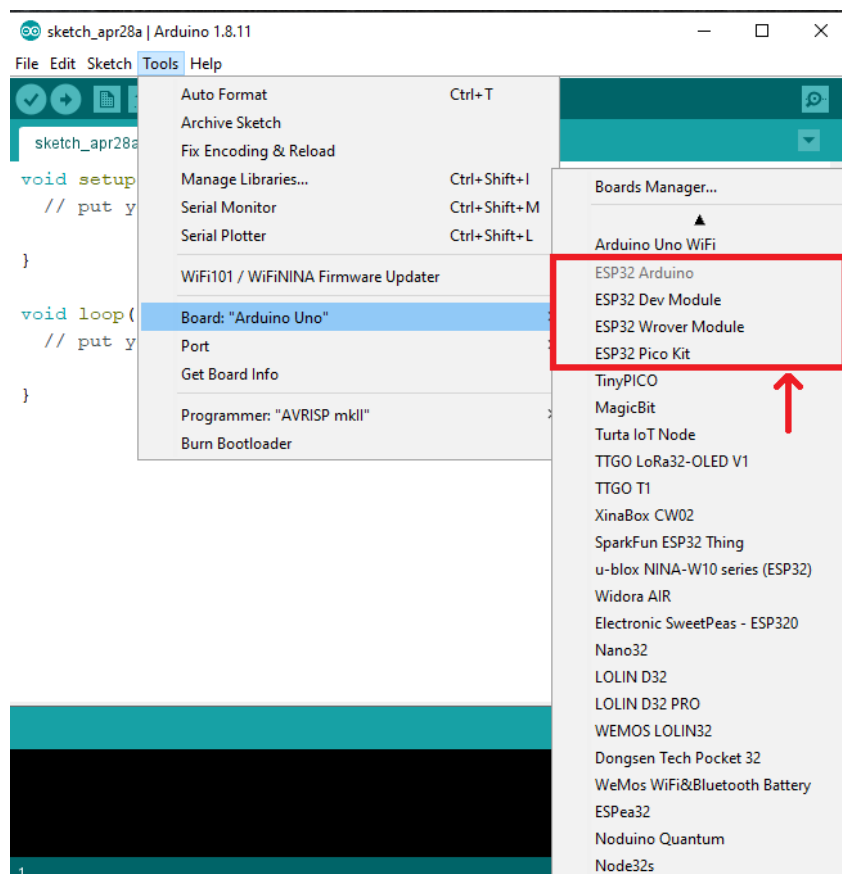 sketch_apr28a | Arduino 1.8.11
File Edit Sketch Tools Help
sketch_apr28a
void setup
// put y
}
void loop(
// put y
}
Auto Format Ctrl+T
Archive Sketch
Fix Encoding & Reload
Manage Libraries... Ctrl+Shift+I
Serial Monitor Ctrl+Shift+M
Serial Plotter Ctrl+Shift+L
WiFi101 / WiFiNINA Firmware Updater
Board: "Arduino Uno"
Port
Get Board Info
Programmer: "AVRISP mkII"
Burn Bootloader
Boards Manager...
Arduino Uno WiFi
ESP32 Arduino
ESP32 Dev Module
ESP32 Wrover Module
ESP32 Pico Kit
TinyPICO
MagicBit
Turta IoT Node
TTGO LoRa32-OLED V1
TTGO T1
XinaBox CW02
SparkFun ESP32 Thing
u-blox NINA-W10 series (ESP32)
Widora AIR
Electronic SweetPeas - ESP320
Nano32
LOLIN D32
LOLIN D32 PRO
WEMOS LOLIN32
Dongsen Tech Pocket 32
WeMos WiFi&Bluetooth Battery
ESPea32
Noduino Quantum
Node32s
1